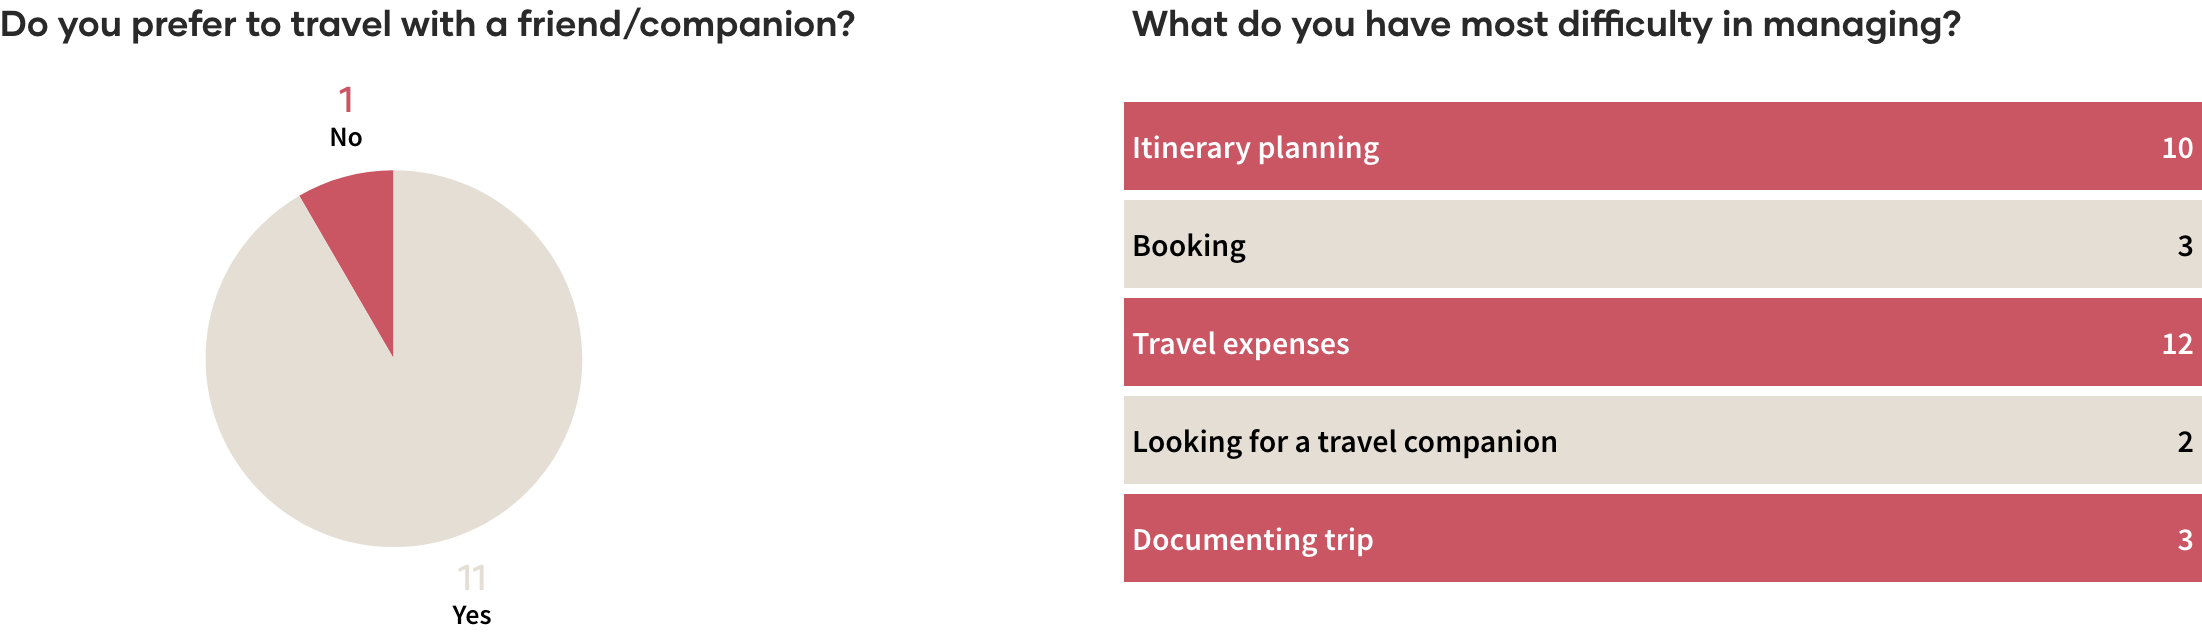 Do you prefer to travel with a friend/companion?
1
No
11
Yes
What do you have most difficulty in managing?
Itinerary planning 10
Booking 3
Travel expenses 12
Looking for a travel companion 2
Documenting trip 3